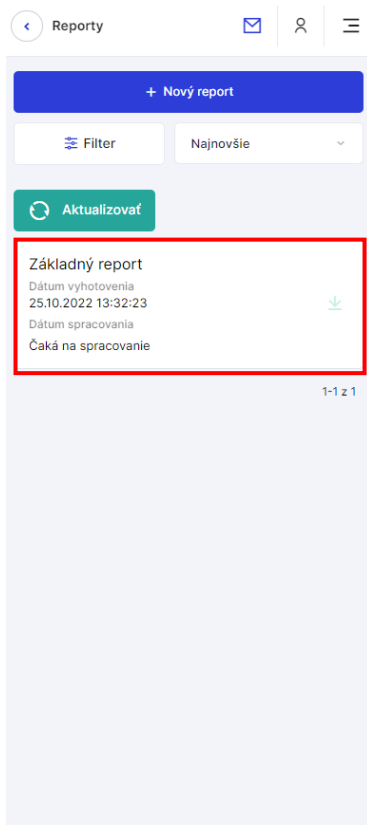 Reporty
+ Nový report
Filter
Najnovšie
Aktualizovať
Základný report
Dátum vyhotovenia
25.10.2022 13:32:23
Dátum spracovania
Čaká na spracovanie
1-1 z 1